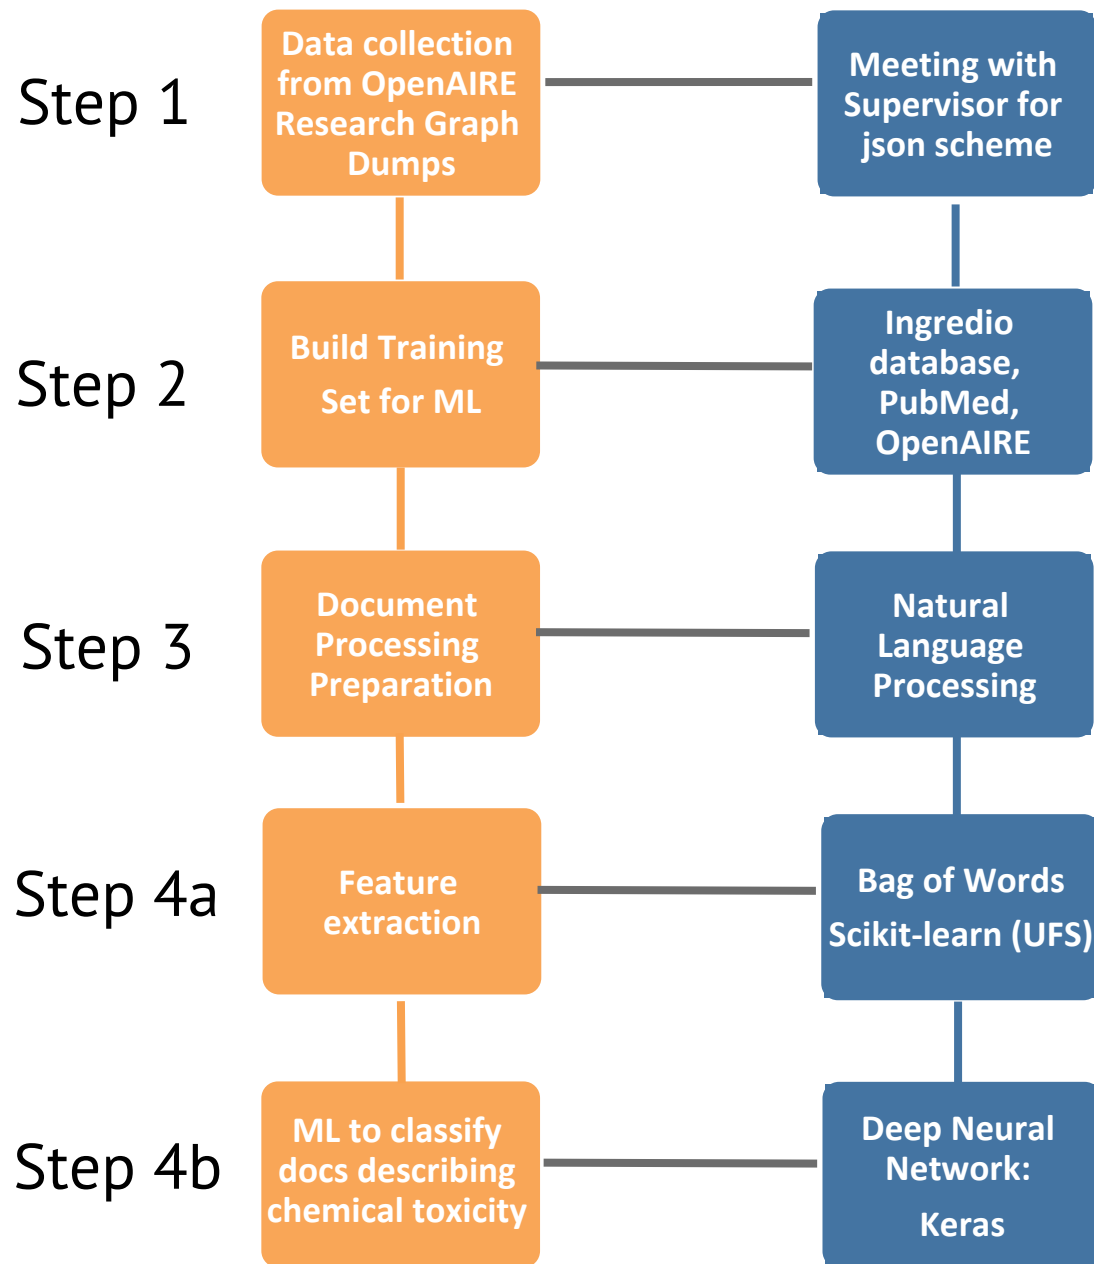 Step 1
Data collection
from OpenAIRE
Research Graph
Dumps
Meeting with
Supervisor for
json scheme
Step 2
Build Training
Set for ML
Ingredio
database,
PubMed,
OpenAIRE
Step 3
Document
Processing
Preparation
Natural
Language
Processing
Step 4a
Feature
extraction
Bag of Words
Scikit-learn (UFS)
Step 4b
ML to classify
docs describing
chemical toxicity
Deep Neural
Network:
Keras